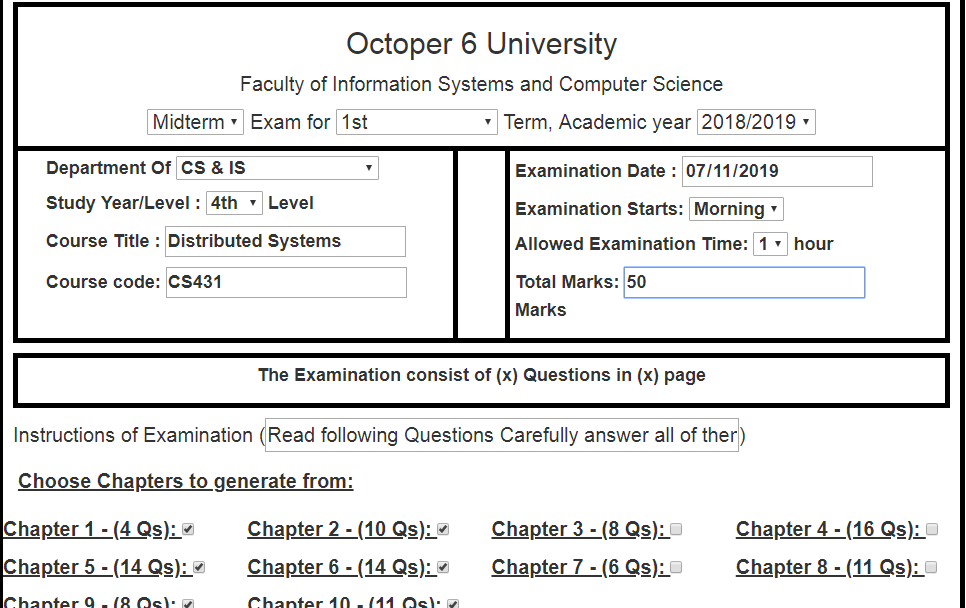 Octoper 6 University
Faculty of Information Systems and Computer Science
Midterm Exam for 1st Term, Academic year 2018/2019
Department Of CS & IS
Study Year/Level : 4th Level
Course Title : Distributed Systems
Course code: CS431
Examination Date : 07/11/2019
Examination Starts: Morning
Allowed Examination Time: 1 hour
Total Marks: 50
Marks
The Examination consist of (x) Questions in (x) page
Instructions of Examination (Read following Questions Carefully answer all of ther)
Choose Chapters to generate from:
Chapter 1 - (4 Qs): Chapter 2 - (10 Qs): Chapter 3 - (8 Qs): Chapter 4 - (16 Qs):
Chapter 5 - (14 Qs): Chapter 6 - (14 Qs): Chapter 7 - (6 Qs): Chapter 8 - (11 Qs):
Chapter 9 - (8 Qs): Chapter 10 - (11 Qs):